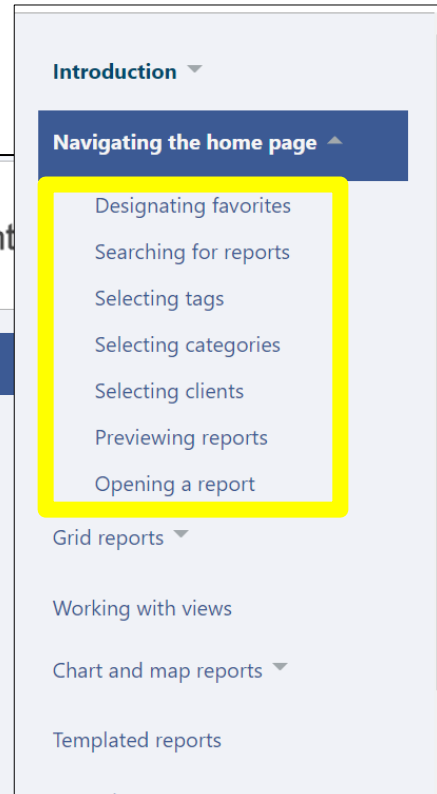 Introduction
Navigating the home page
Designating favorites
Searching for reports
Selecting tags
Selecting categories
Selecting clients
Previewing reports
Opening a report
Grid reports
Working with views
Chart and map reports
Templated reports